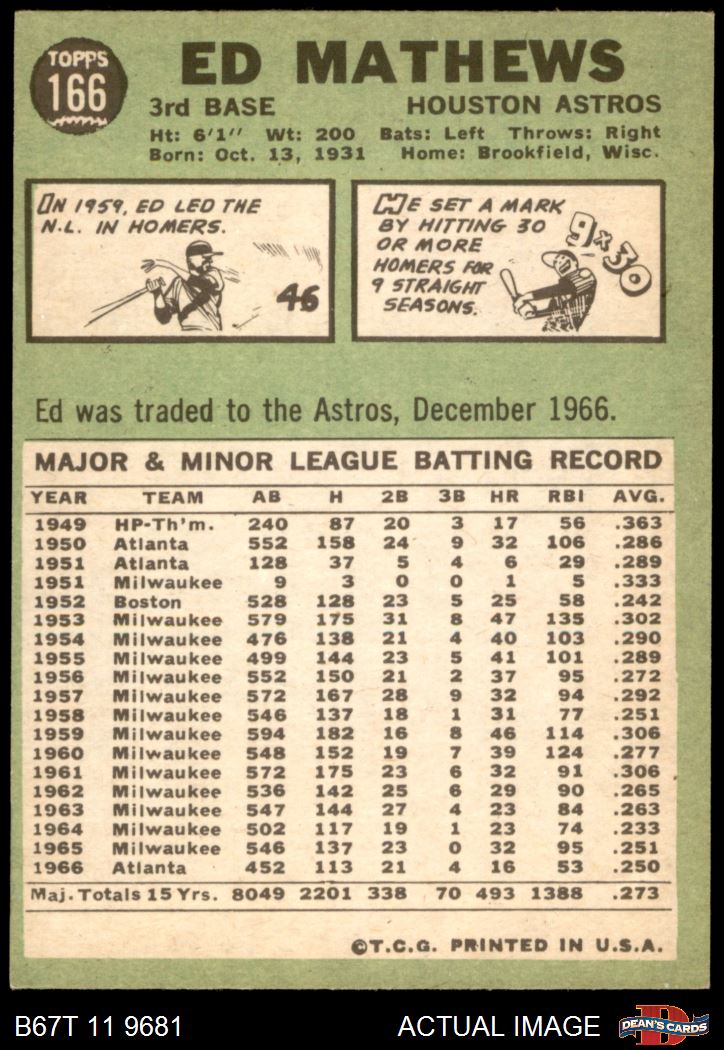 TOPPS
166
ED MATHEWS
3rd BASE HOUSTON ASTROS
Ht: 6'1" Wt: 200 Bats: Left Throws: Right
Born: Oct. 13, 1931 Home: Brookfield, Wisc.
IN 1959, ED LED THE
N.L. IN HOMERS.
46
HE SET A MARK
BY HITTING 30
OR MORE
HOMERS FOR
9 STRAIGHT
SEASONS.
9x30
Ed was traded to the Astros, December 1966.
MAJOR & MINOR LEAGUE BATTING RECORD
YEAR TEAM AB H 2B 3B HR RBI AVG.
1949 HP-Th'm. 240 87 20 3 17 56 .363
1950 Atlanta 552 158 24 9 32 106 .286
1951 Atlanta 128 37 5 4 6 29 .289
1951 Milwaukee 9 3 0 0 1 5 .333
1952 Boston 528 128 23 5 25 58 .242
1953 Milwaukee 579 175 31 8 47 135 .302
1954 Milwaukee 476 138 21 4 40 103 .290
1955 Milwaukee 499 144 23 5 41 101 .289
1956 Milwaukee 552 150 21 2 37 95 .272
1957 Milwaukee 572 167 28 9 32 94 .292
1958 Milwaukee 546 137 18 1 31 77 .251
1959 Milwaukee 594 182 16 8 46 114 .306
1960 Milwaukee 548 152 19 7 39 124 .277
1961 Milwaukee 572 175 23 6 32 91 .306
1962 Milwaukee 536 142 25 6 29 90 .265
1963 Milwaukee 547 144 27 4 23 84 .263
1964 Milwaukee 502 117 19 1 23 74 .233
1965 Milwaukee 546 137 23 0 32 95 .251
1966 Atlanta 452 113 21 4 16 53 .250
Maj. Totals 15 Yrs. 8049 2201 338 70 493 1388 .273
©T.C.G. PRINTED IN U.S.A.
B67T 11 9681 ACTUAL IMAGE
D
DEAN'S CARDS